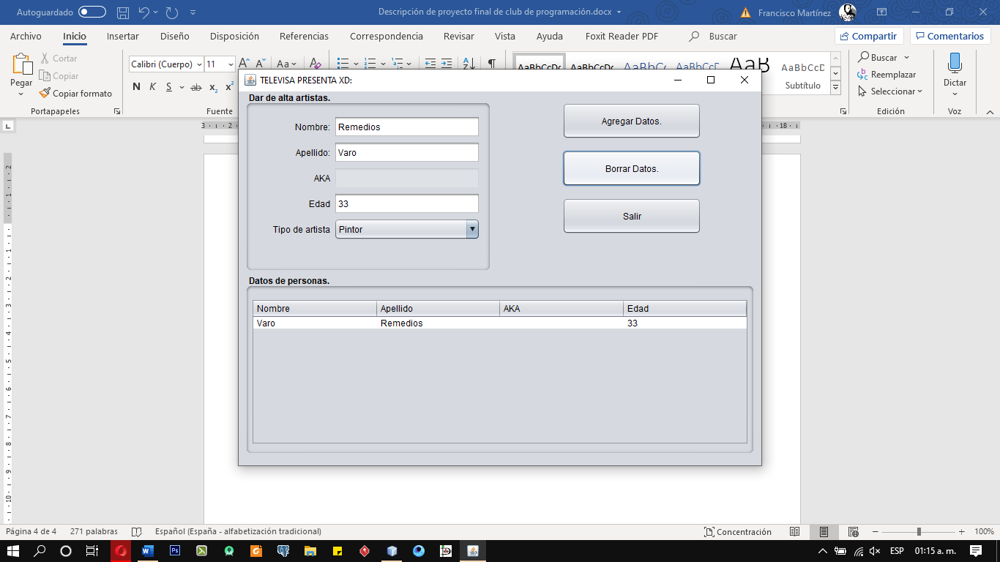 Autoguardado
Descripción de proyecto final de club de programación.docx
Francisco Martínez
Archivo Inicio Insertar Diseño Disposición Referencias Correspondencia Revisar Vista Ayuda Foxit Reader PDF Buscar
Compartir Comentarios
Pegar
Cortar
Copiar
Copiar formato
Portapapeles
Calibri (Cuerpo) 11
Aa
N K S ab x₂ x²
Fuente
AaB AaBbCcD
Subtítulo
Buscar
Reemplazar
Seleccionar
Edición
Dictar
Voz
TELEVISA PRESENTA XD:
Dar de alta artistas.
Nombre: Remedios
Apellido: Varo
AKA
Edad 33
Tipo de artista Pintor
Agregar Datos.
Borrar Datos.
Salir
Datos de personas.
Nombre Apellido AKA Edad
Varo Remedios 33
Página 4 de 4 271 palabras Español (España - alfabetización tradicional) Concentración 100%
ESP 01:15 a. m.